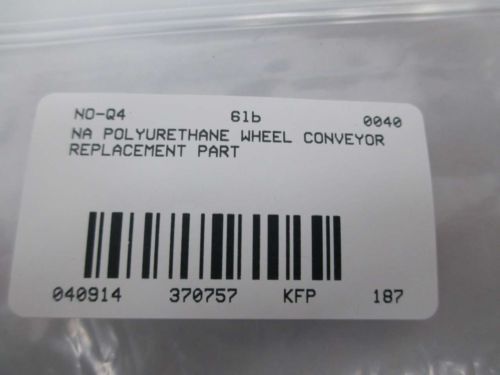 NO-Q4 61b 0040
NA POLYURETHANE WHEEL CONVEYOR
REPLACEMENT PART
040914 370757 KFP 187